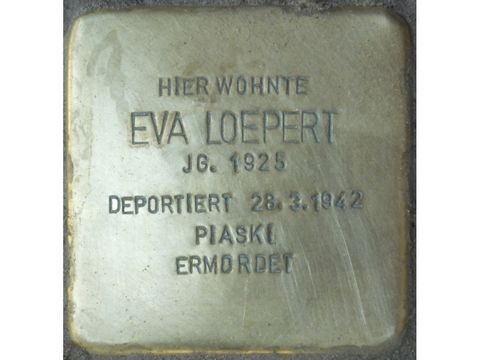 HIER WOHNTE
EVA LOEPERT
JG. 1925
DEPORTIERT 28.3.1942
PIASKI
ERMORDET